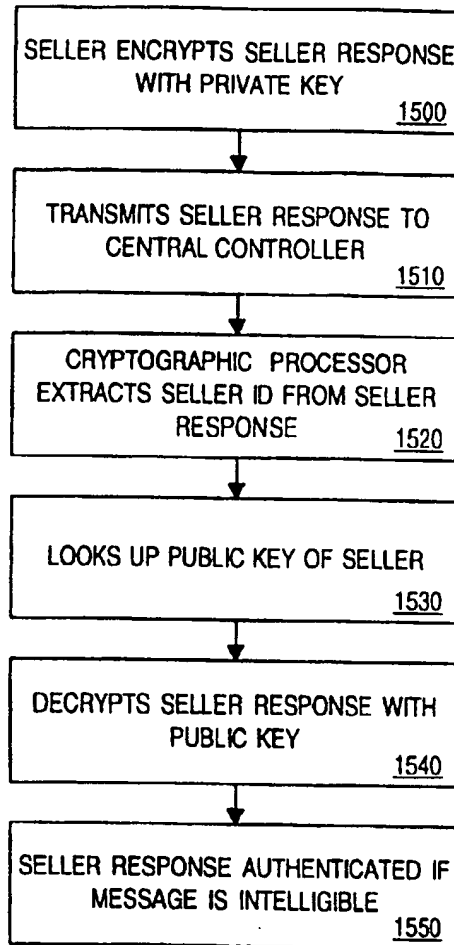 SELLER ENCRYPTS SELLER RESPONSE
WITH PRIVATE KEY
1500
TRANSMITS SELLER RESPONSE TO
CENTRAL CONTROLLER
1510
CRYPTOGRAPHIC PROCESSOR
EXTRACTS SELLER ID FROM SELLER
RESPONSE
1520
LOOKS UP PUBLIC KEY OF SELLER
1530
DECRYPTS SELLER RESPONSE WITH
PUBLIC KEY
1540
SELLER RESPONSE AUTHENTICATED IF
MESSAGE IS INTELLIGIBLE
1550